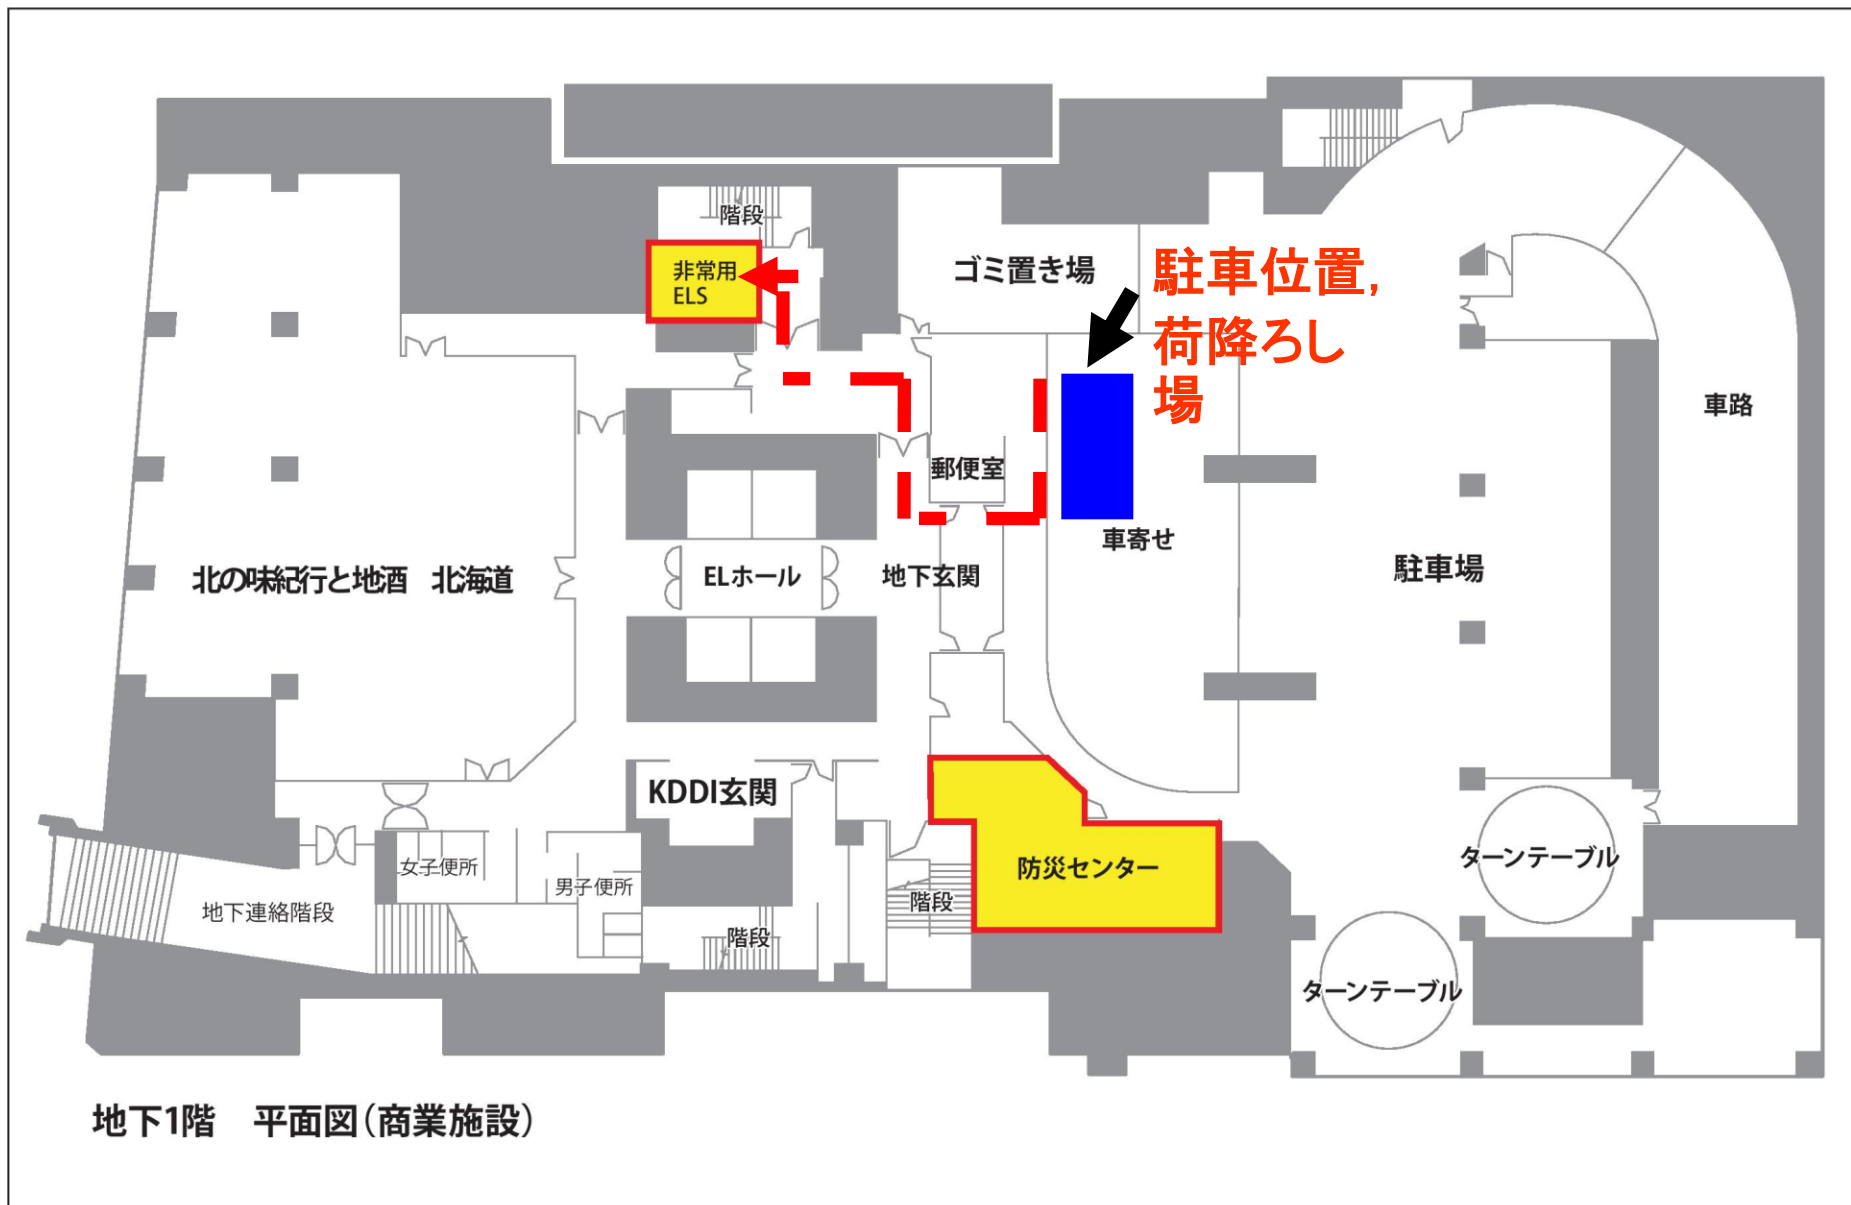 階段
非常用
ELS
ゴミ置き場
駐車位置,
荷降ろし
場
車路
郵便室
車寄せ
北の味紀行と地酒　北海道
ELホール
地下玄関
駐車場
KDDI玄関
女子便所
男子便所
地下連絡階段
階段
階段
防災センター
ターンテーブル
ターンテーブル
地下1階　平面図(商業施設)